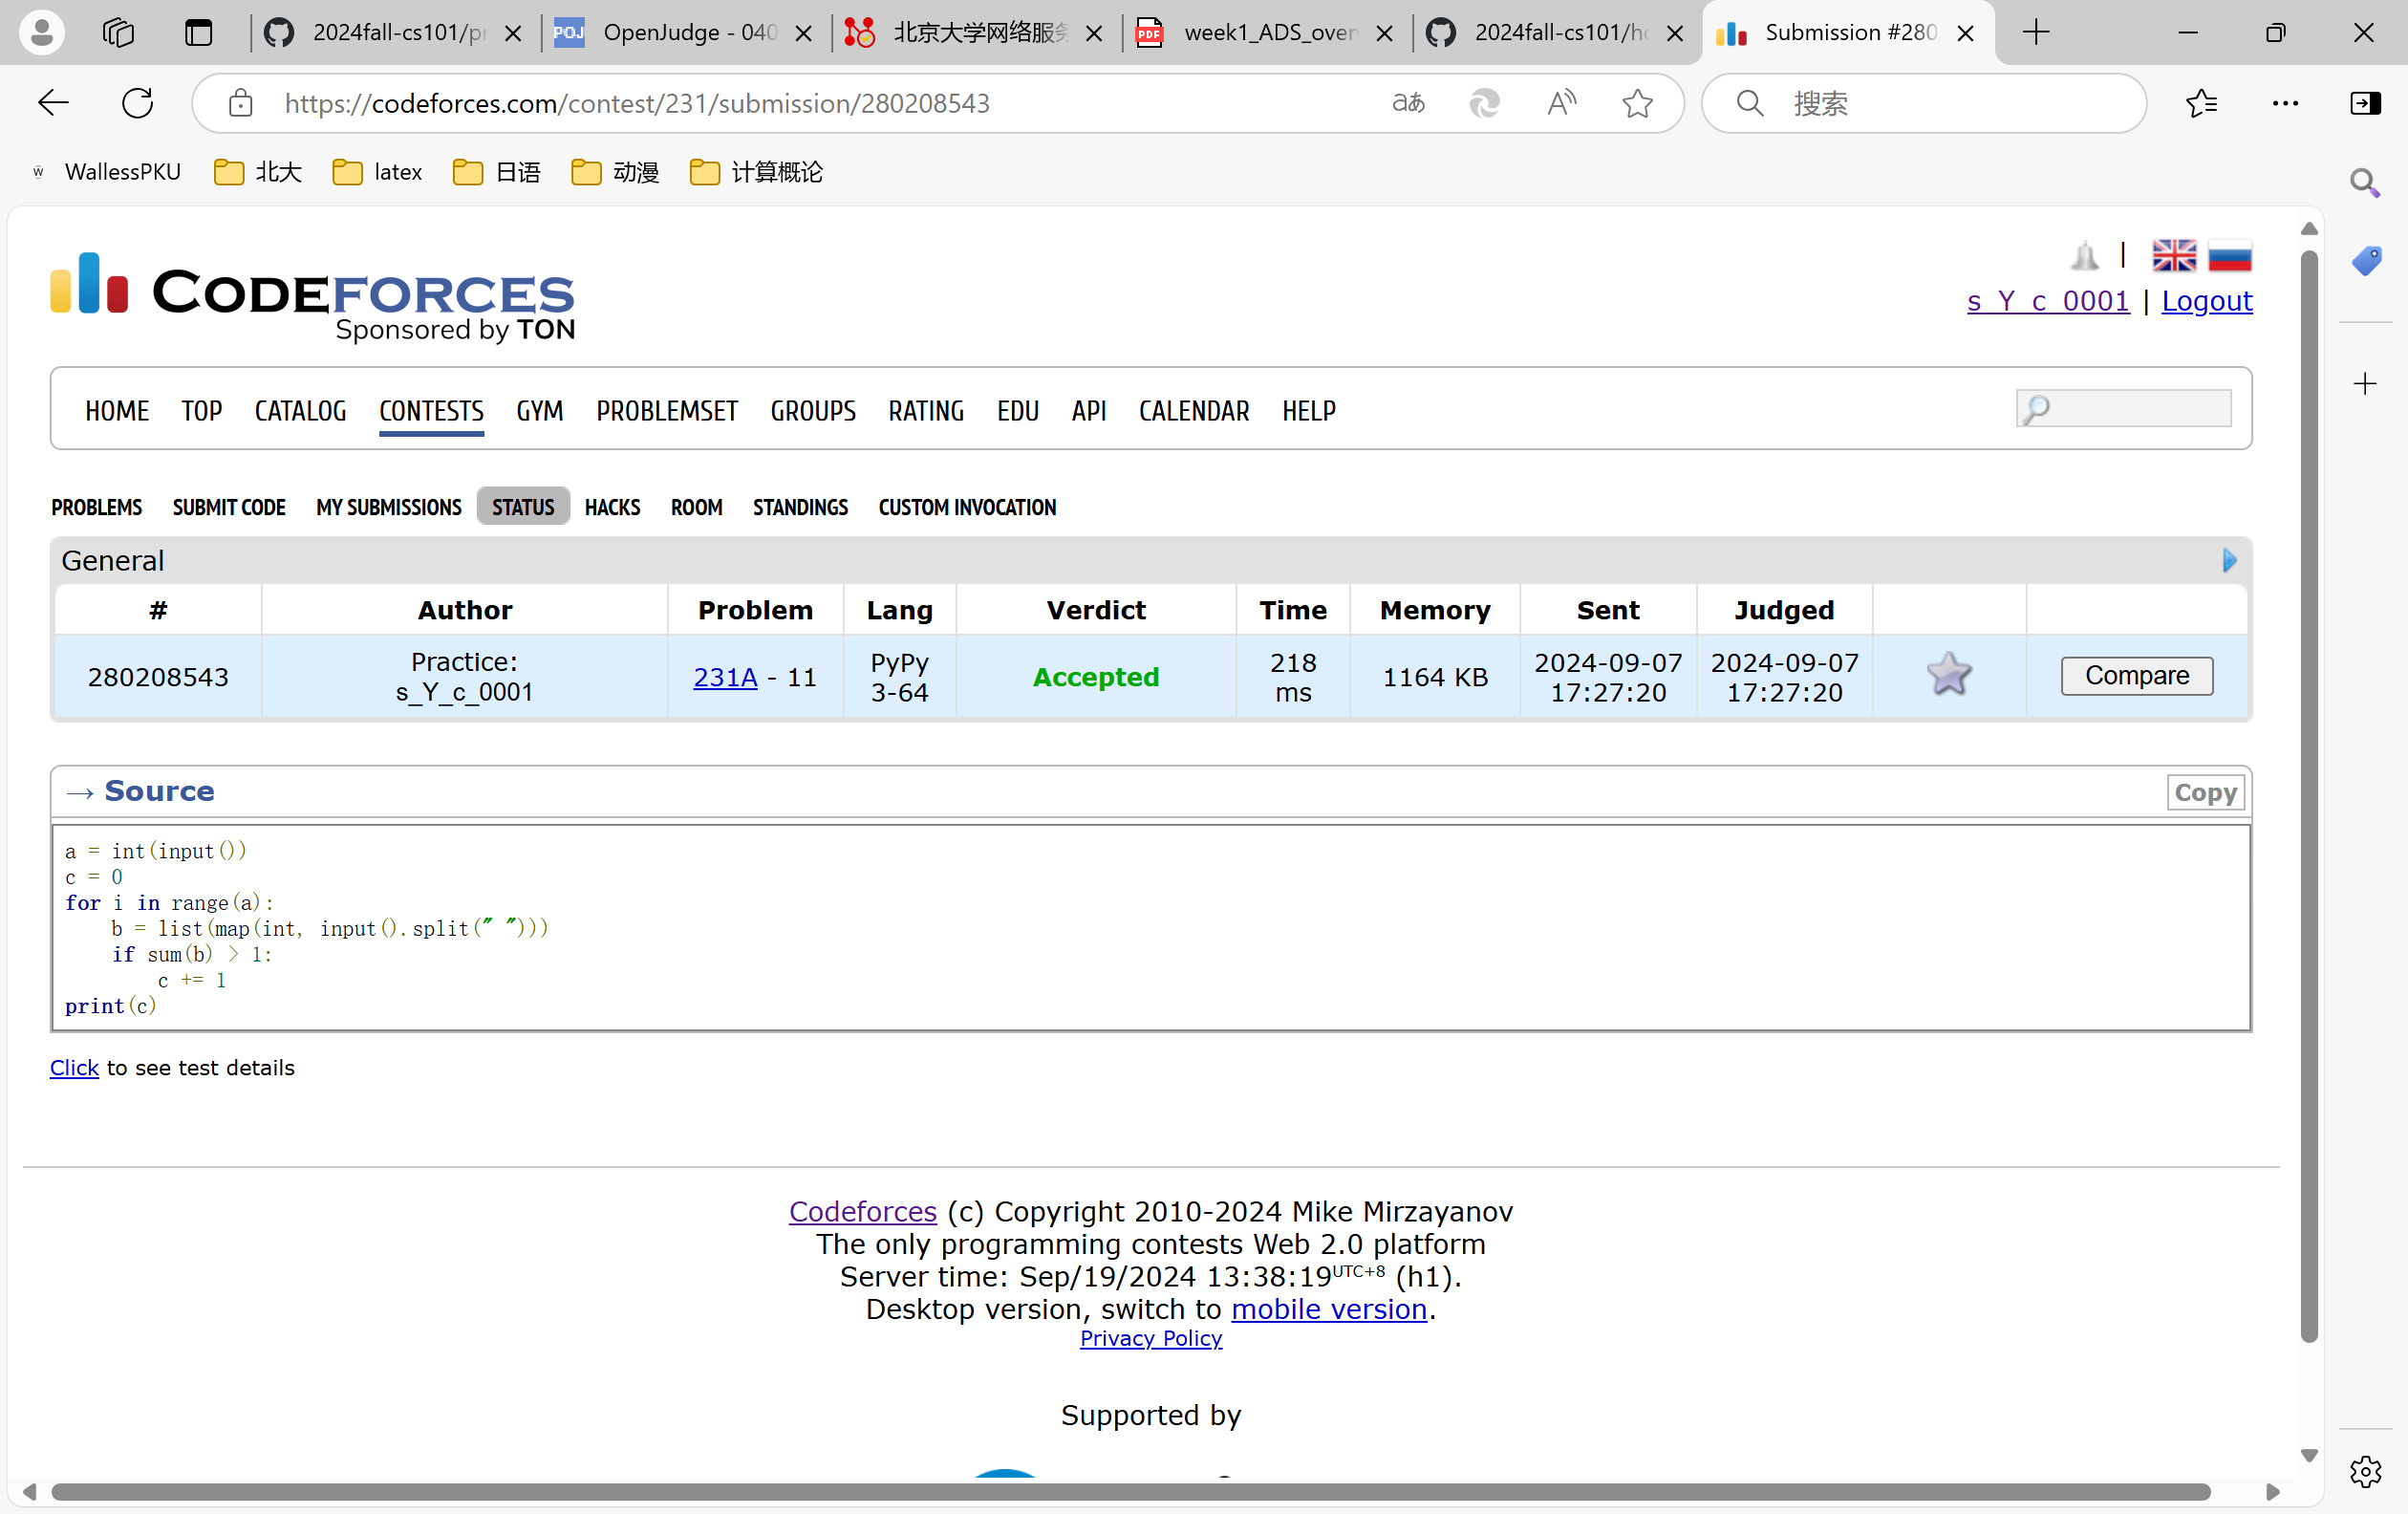 2024fall-cs101/pr
OpenJudge - 040
北京大学网络服务
week1_ADS_over
2024fall-cs101/ho
Submission #280
https://codeforces.com/contest/231/submission/280208543
搜索
WallessPKU
北大
latex
日语
动漫
计算概论
CODEFORCES
Sponsored by TON
|
s_Y_c_0001 | Logout
HOME TOP CATALOG CONTESTS GYM PROBLEMSET GROUPS RATING EDU API CALENDAR HELP
PROBLEMS SUBMIT CODE MY SUBMISSIONS STATUS HACKS ROOM STANDINGS CUSTOM INVOCATION
General
# Author Problem Lang Verdict Time Memory Sent Judged
280208543 Practice: s_Y_c_0001 231A - 11 PyPy 3-64 Accepted 218 ms 1164 KB 2024-09-07 17:27:20 2024-09-07 17:27:20 Compare
→ Source
Copy
a = int(input())
c = 0
for i in range(a):
    b = list(map(int, input().split(" ")))
    if sum(b) > 1:
        c += 1
print(c)
Click to see test details
Codeforces (c) Copyright 2010-2024 Mike Mirzayanov
The only programming contests Web 2.0 platform
Server time: Sep/19/2024 13:38:19UTC+8 (h1).
Desktop version, switch to mobile version.
Privacy Policy
Supported by